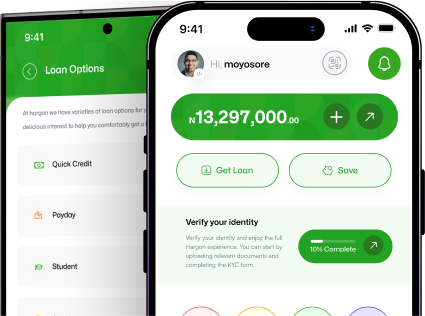 9:41
Loan Options
At hargon we have varieties of loan options for
delicious interest to help you comfortably get a
Quick Credit
Payday
Student
9:41
Hi, moyosore
N13,297,000.00
Get Loan
Save
Verify your identity
Verify your identity and enjoy the full
Hargon experience. You can start by
uploading relevant documents and
completing the KYC form.
10% Complete